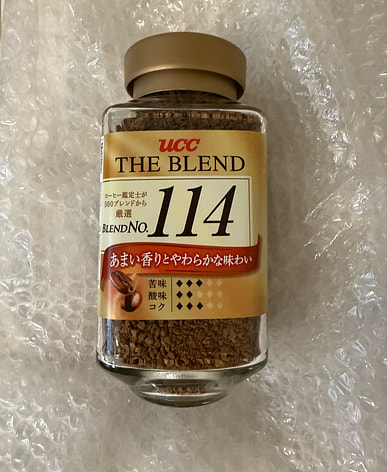 UCC
THE BLEND
コーヒー鑑定士が
500ブレンドから
厳選
BLEND NO. 114
あまい香りとやわらかな味わい
苦味
酸味
コク